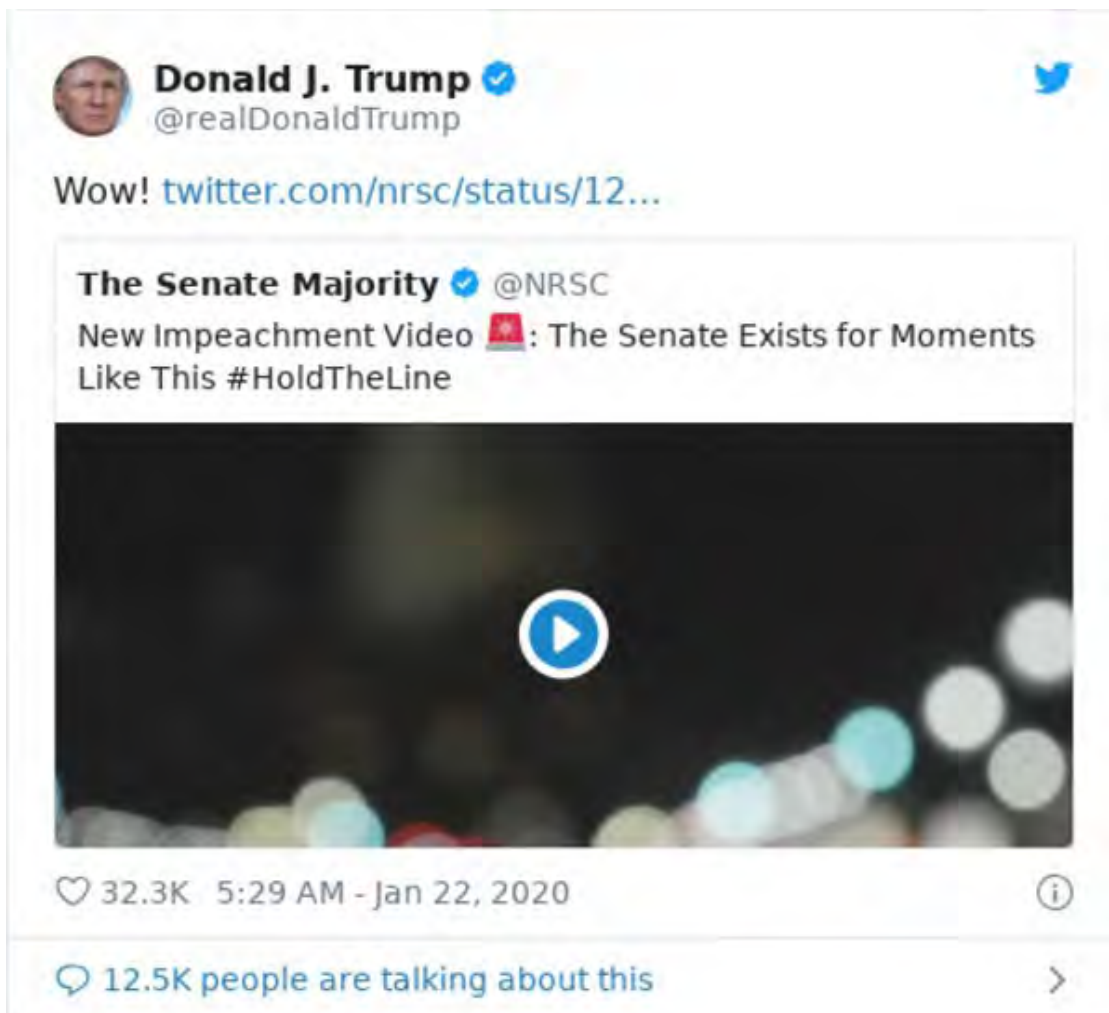 Donald J. Trump
@realDonaldTrump
Wow! twitter.com/nrsc/status/12...
The Senate Majority @NRSC
New Impeachment Video 🚨: The Senate Exists for Moments
Like This #HoldTheLine
32.3K 5:29 AM - Jan 22, 2020
12.5K people are talking about this